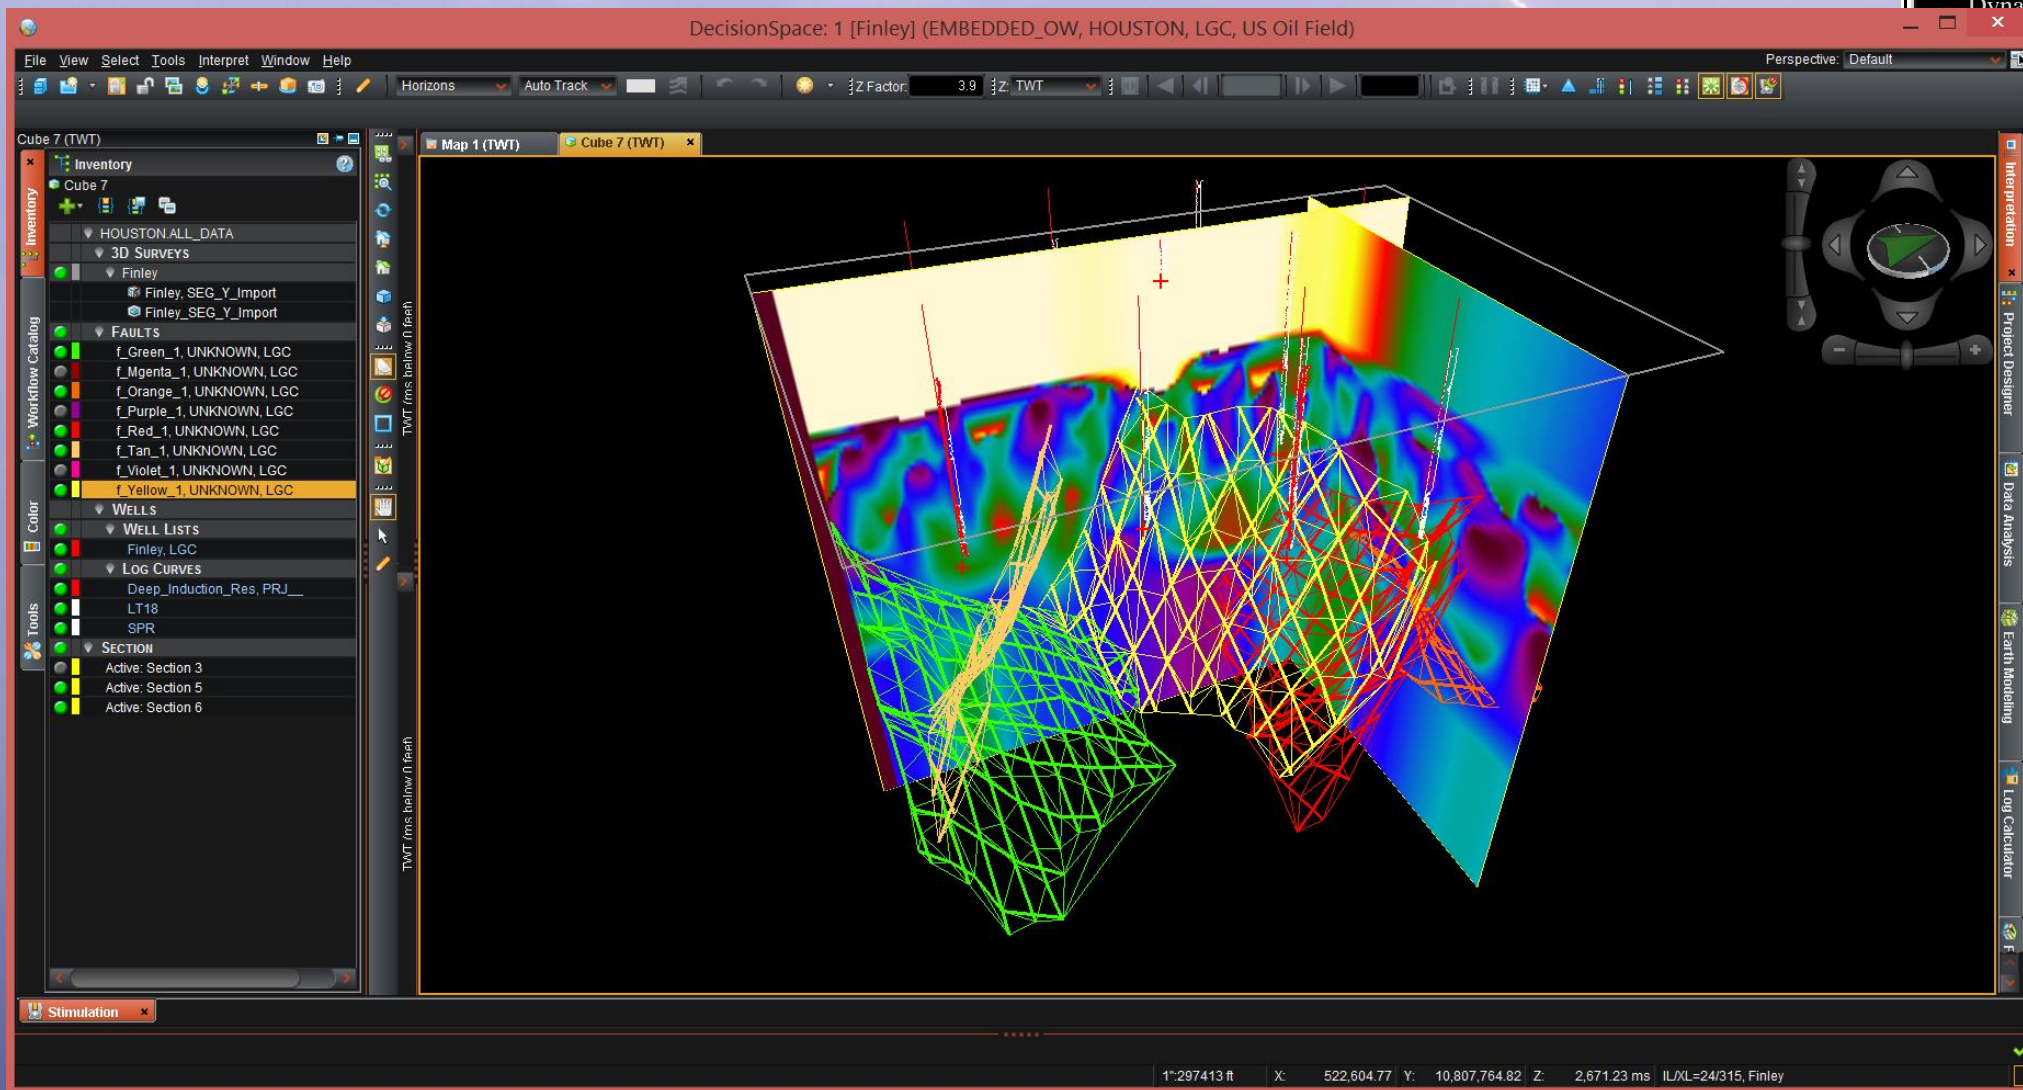 Dyna
DecisionSpace: 1 [Finley] (EMBEDDED_OW, HOUSTON, LGC, US Oil Field)
File View Select Tools Interpret Window Help
Perspective: Default
Horizons Auto Track Z Factor: 3.9 Z: TWT
Cube 7 (TWT)
Map 1 (TWT) Cube 7 (TWT)
Inventory
Cube 7
HOUSTON.ALL_DATA
3D SURVEYS
Finley
Finley, SEG_Y_Import
Finley_SEG_Y_Import
FAULTS
f_Green_1, UNKNOWN, LGC
f_Mgenta_1, UNKNOWN, LGC
f_Orange_1, UNKNOWN, LGC
f_Purple_1, UNKNOWN, LGC
f_Red_1, UNKNOWN, LGC
f_Tan_1, UNKNOWN, LGC
f_Violet_1, UNKNOWN, LGC
f_Yellow_1, UNKNOWN, LGC
WELLS
WELL LISTS
Finley, LGC
LOG CURVES
Deep_Induction_Res, PRJ__
LT18
SPR
SECTION
Active: Section 3
Active: Section 5
Active: Section 6
Inventory
Workflow Catalog
Color
Tools
TWT (ms below 0 feet)
TWT (ms below 0 feet)
Interpretation
Project Designer
Data Analysis
Earth Modeling
Log Calculator
Stimulation
1":297413 ft X: 522,604.77 Y: 10,807,764.82 Z: 2,671.23 ms IL/XL=24/315, Finley